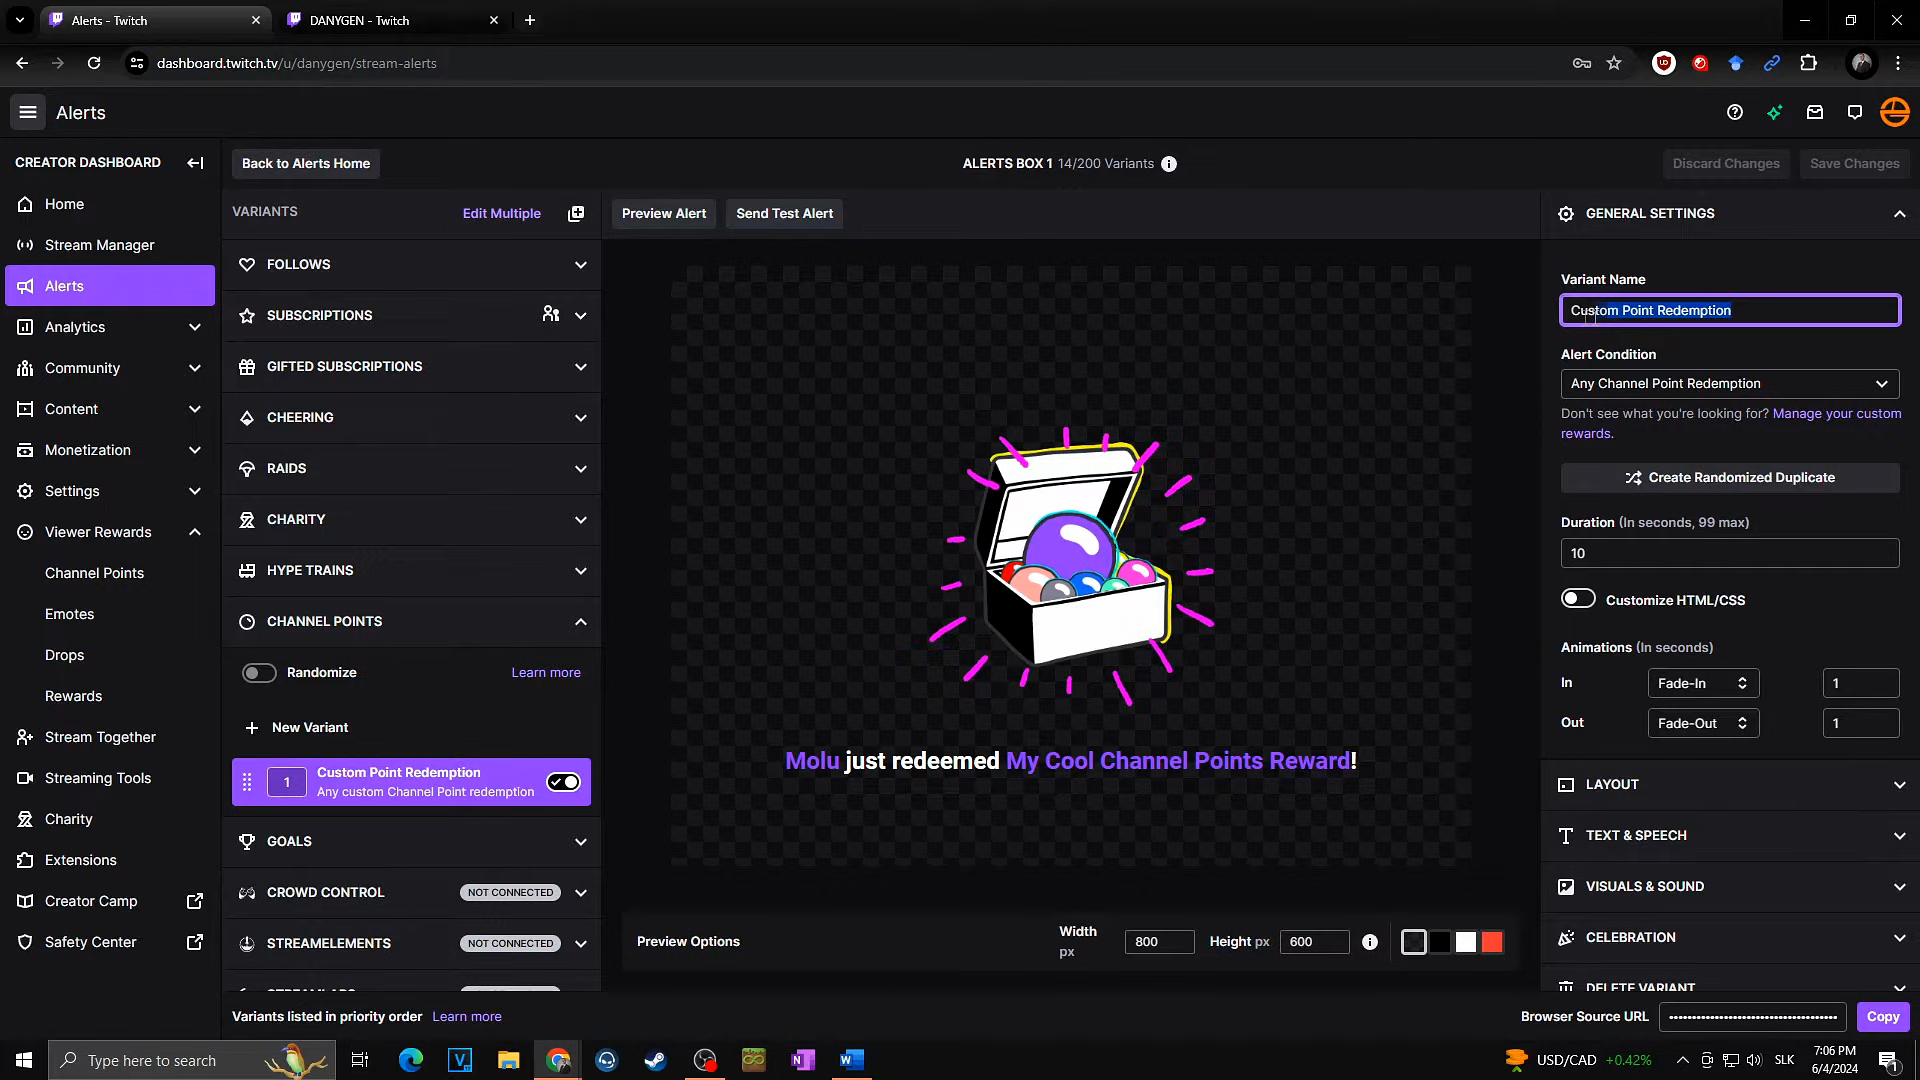 Alerts - Twitch
DANYGEN - Twitch
dashboard.twitch.tv/u/danygen/stream-alerts
Alerts
CREATOR DASHBOARD
Home
Stream Manager
Alerts
Analytics
Community
Content
Monetization
Settings
Viewer Rewards
Channel Points
Emotes
Drops
Rewards
Stream Together
Streaming Tools
Charity
Extensions
Creator Camp
Safety Center
Back to Alerts Home
ALERTS BOX 1 14/200 Variants
Discard Changes
Save Changes
VARIANTS
Edit Multiple
FOLLOWS
SUBSCRIPTIONS
GIFTED SUBSCRIPTIONS
CHEERING
RAIDS
CHARITY
HYPE TRAINS
CHANNEL POINTS
Randomize
Learn more
New Variant
1
Custom Point Redemption
Any custom Channel Point redemption
GOALS
CROWD CONTROL
NOT CONNECTED
STREAMELEMENTS
NOT CONNECTED
Variants listed in priority order Learn more
Preview Alert
Send Test Alert
Molu just redeemed My Cool Channel Points Reward!
Preview Options
Width px
800
Height px
600
GENERAL SETTINGS
Variant Name
Custom Point Redemption
Alert Condition
Any Channel Point Redemption
Don't see what you're looking for? Manage your custom
rewards.
Create Randomized Duplicate
Duration (In seconds, 99 max)
10
Customize HTML/CSS
Animations (In seconds)
In
Fade-In
1
Out
Fade-Out
1
LAYOUT
TEXT & SPEECH
VISUALS & SOUND
CELEBRATION
DELETE VARIANT
Browser Source URL
Copy
Type here to search
USD/CAD +0.42%
SLK
7:06 PM
6/4/2024
1